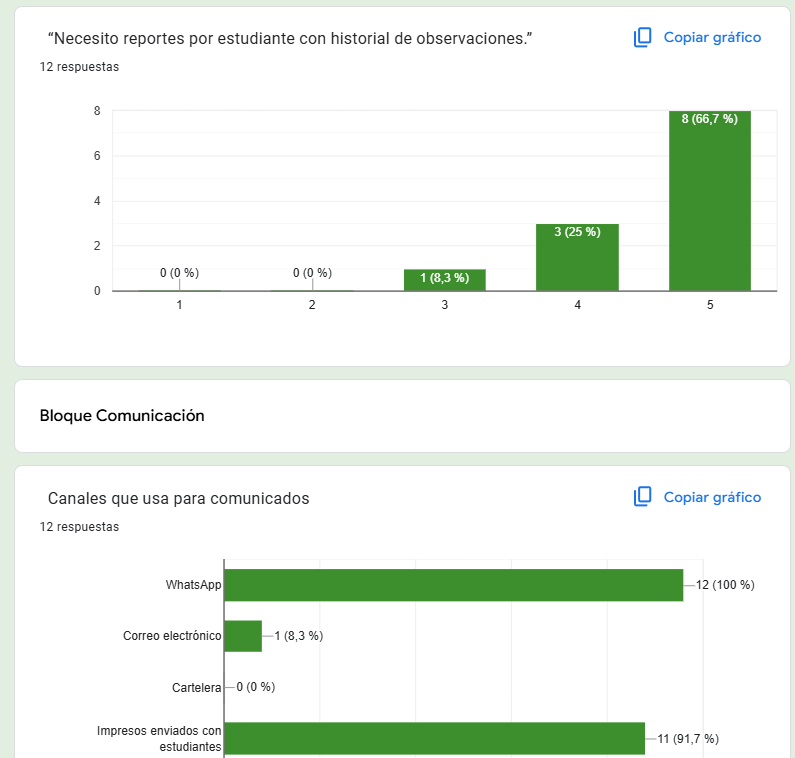 “Necesito reportes por estudiante con historial de observaciones.”
Copiar gráfico
12 respuestas
8
6
4
2
0
0 (0 %)
0 (0 %)
1 (8,3 %)
3 (25 %)
8 (66,7 %)
1
2
3
4
5
Bloque Comunicación
Canales que usa para comunicados
Copiar gráfico
12 respuestas
WhatsApp
12 (100 %)
Correo electrónico
1 (8,3 %)
Cartelera
0 (0 %)
Impresos enviados con
estudiantes
11 (91,7 %)